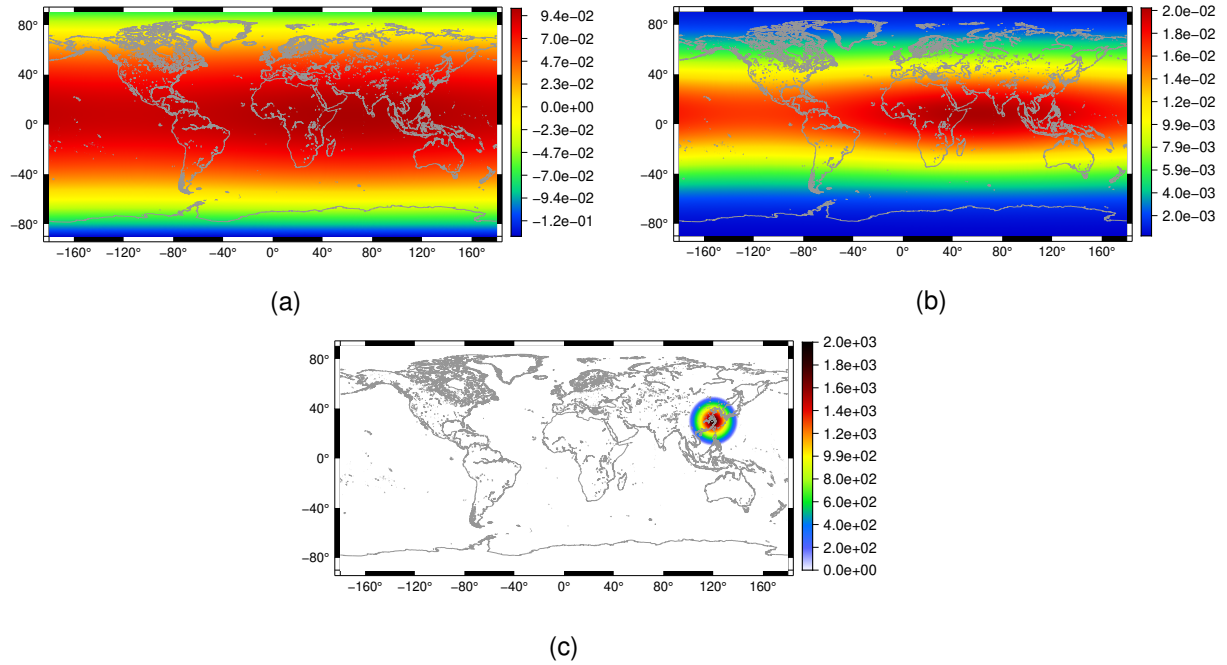 80°
40°
0°
−40°
−80°
−160° −120° −80° −40° 0° 40° 80° 120° 160°
9.4e−02
7.0e−02
4.7e−02
2.3e−02
0.0e+00
−2.3e−02
−4.7e−02
−7.0e−02
−9.4e−02
−1.2e−01
(a)
80°
40°
0°
−40°
−80°
−160° −120° −80° −40° 0° 40° 80° 120° 160°
2.0e−02
1.8e−02
1.6e−02
1.4e−02
1.2e−02
9.9e−03
7.9e−03
5.9e−03
4.0e−03
2.0e−03
(b)
80°
40°
0°
−40°
−80°
−160° −120° −80° −40° 0° 40° 80° 120° 160°
2.0e+03
1.8e+03
1.6e+03
1.4e+03
1.2e+03
9.9e+02
8.0e+02
6.0e+02
4.0e+02
2.0e+02
0.0e+00
(c)